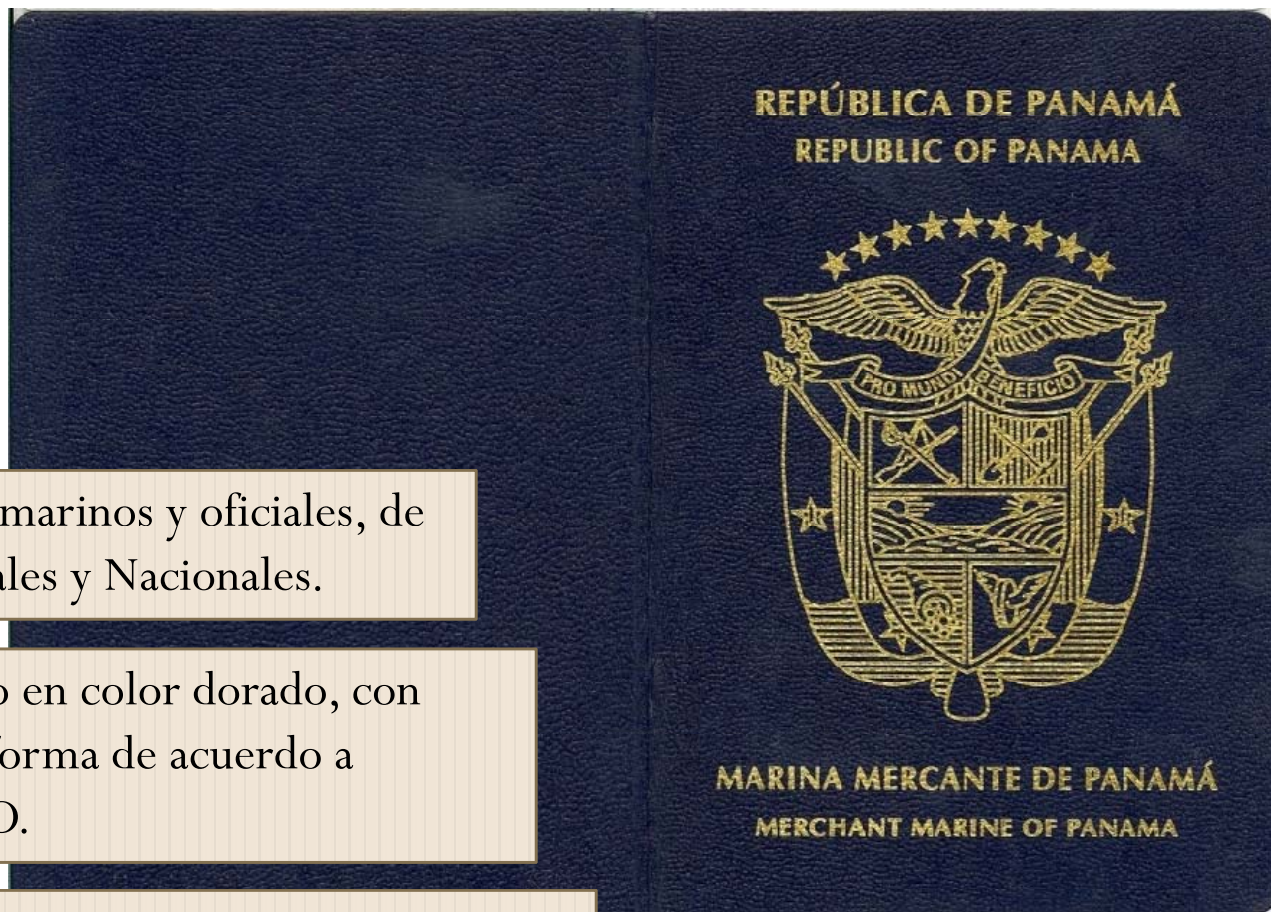 REPÚBLICA DE PANAMÁ
REPUBLIC OF PANAMA
PRO MUNDI BENEFICIO
MARINA MERCANTE DE PANAMÁ
MERCHANT MARINE OF PANAMA
marinos y oficiales, de
ales y Nacionales.
o en color dorado, con
forma de acuerdo a
O.